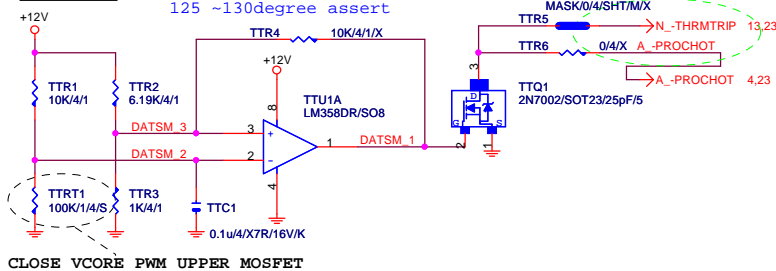 125 ~130degree assert
MASK/0/4/SHT/M/X
TTR5
N_-THRMTRIP 13,23
TTR4 10K/4/1/X
TTR6 0/4/X A_-PROCHOT
+12V
+12V
3
A_-PROCHOT 4,23
TTR1
10K/4/1
TTR2
6.19K/4/1
TTU1A
LM358DR/SO8
TTQ1
2N7002/SOT23/25pF/5
D
G S
8
DATSM_3 3 +
DATSM_2 2 -
1 DATSM_1
2 1
4
TTRT1
100K/1/4/S
TTR3
1K/4/1
TTC1
0.1u/4/X7R/16V/K
CLOSE VCORE PWM UPPER MOSFET